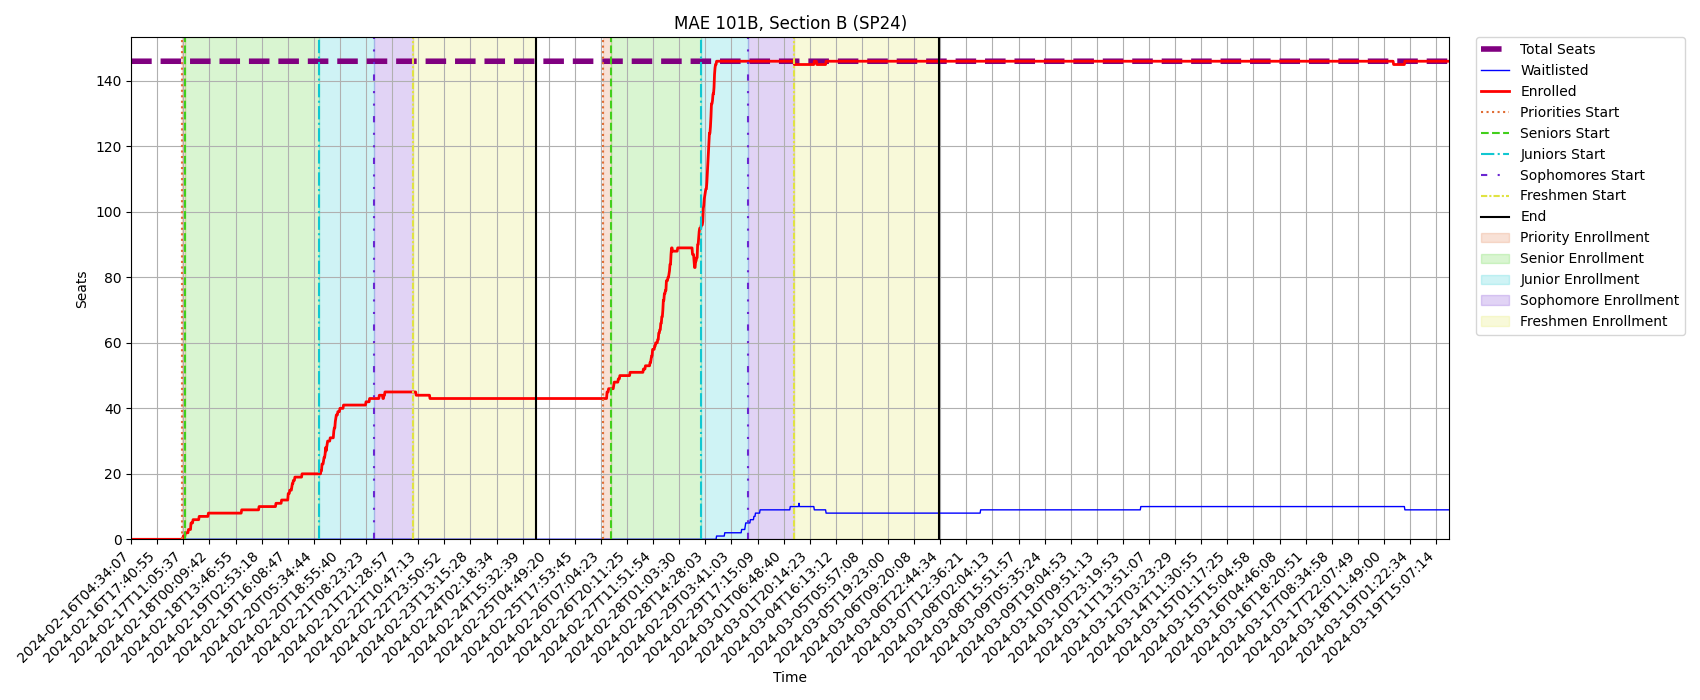 MAE 101B, Section B (SP24)
Seats
140
120
100
80
60
40
20
0
2024-02-16T04:34:07
2024-02-16T17:40:55
2024-02-17T11:05:37
2024-02-18T00:09:42
2024-02-18T13:46:55
2024-02-19T02:53:18
2024-02-19T16:08:47
2024-02-20T05:34:44
2024-02-20T18:55:40
2024-02-21T08:23:23
2024-02-21T21:28:57
2024-02-22T10:47:13
2024-02-22T23:50:52
2024-02-23T13:15:28
2024-02-24T02:18:34
2024-02-24T15:32:39
2024-02-25T04:49:20
2024-02-25T17:53:45
2024-02-26T07:04:23
2024-02-26T20:11:25
2024-02-27T11:51:54
2024-02-28T01:03:30
2024-02-28T14:28:03
2024-02-29T03:41:03
2024-02-29T17:15:09
2024-03-01T06:48:40
2024-03-01T20:14:23
2024-03-04T16:13:12
2024-03-05T05:57:08
2024-03-05T19:23:00
2024-03-06T09:20:08
2024-03-06T22:44:34
2024-03-07T12:36:21
2024-03-08T02:04:13
2024-03-08T15:51:57
2024-03-09T05:35:24
2024-03-09T19:04:53
2024-03-10T09:51:13
2024-03-10T23:19:53
2024-03-11T13:51:07
2024-03-12T03:23:29
2024-03-14T11:30:55
2024-03-15T01:17:25
2024-03-15T15:04:58
2024-03-16T04:46:08
2024-03-16T18:20:51
2024-03-17T08:34:58
2024-03-17T22:07:49
2024-03-18T11:49:00
2024-03-19T01:22:34
2024-03-19T15:07:14
Time
Total Seats
Waitlisted
Enrolled
Priorities Start
Seniors Start
Juniors Start
Sophomores Start
Freshmen Start
End
Priority Enrollment
Senior Enrollment
Junior Enrollment
Sophomore Enrollment
Freshmen Enrollment